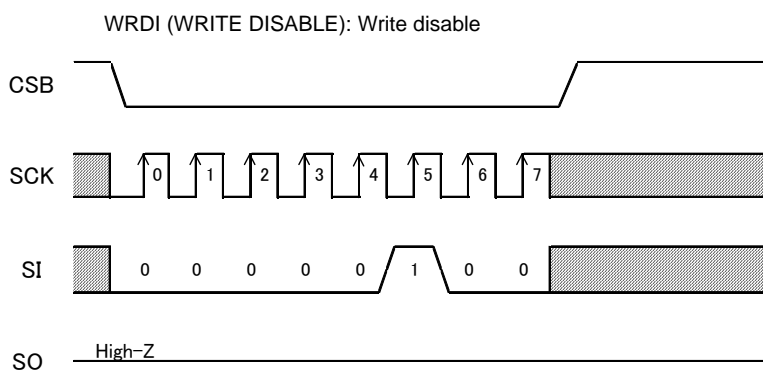 WRDI (WRITE DISABLE): Write disable
CSB
SCK 0 1 2 3 4 5 6 7
SI 0 0 0 0 0 1 0 0
High-Z
SO